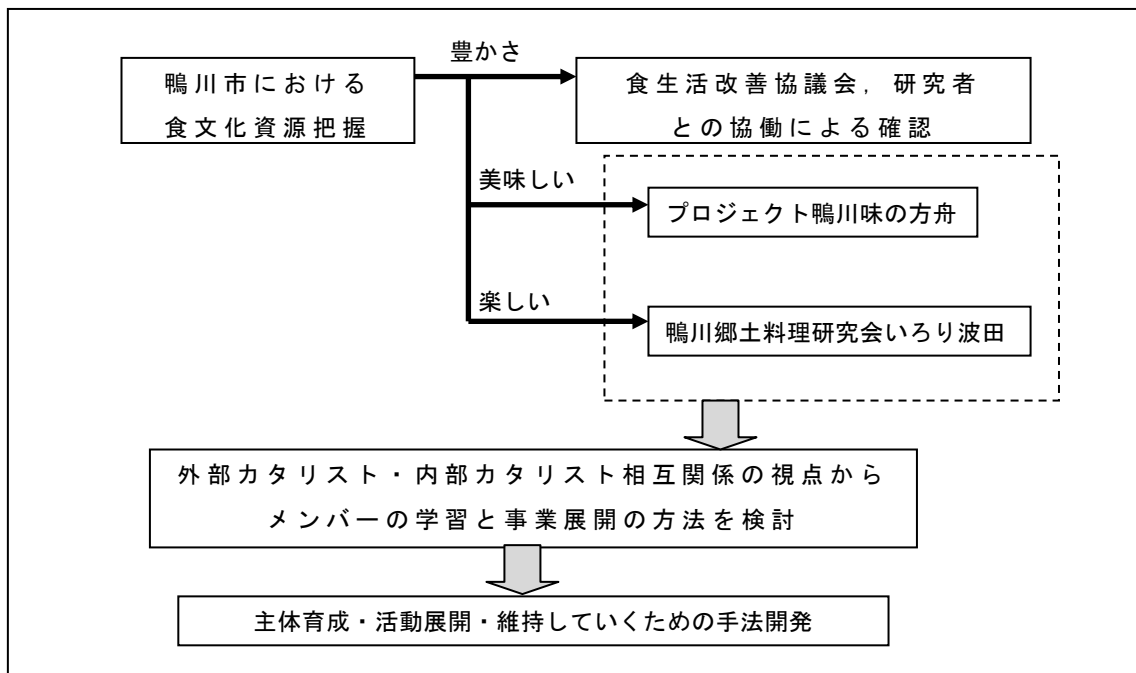 豊かさ
鴨川市における
食文化資源把握
食生活改善協議会，研究者
との協働による確認
美味しい
プロジェクト鴨川味の方舟
楽しい
鴨川郷土料理研究会いろり波田
外部カタリスト・内部カタリスト相互関係の視点から
メンバーの学習と事業展開の方法を検討
主体育成・活動展開・維持していくための手法開発